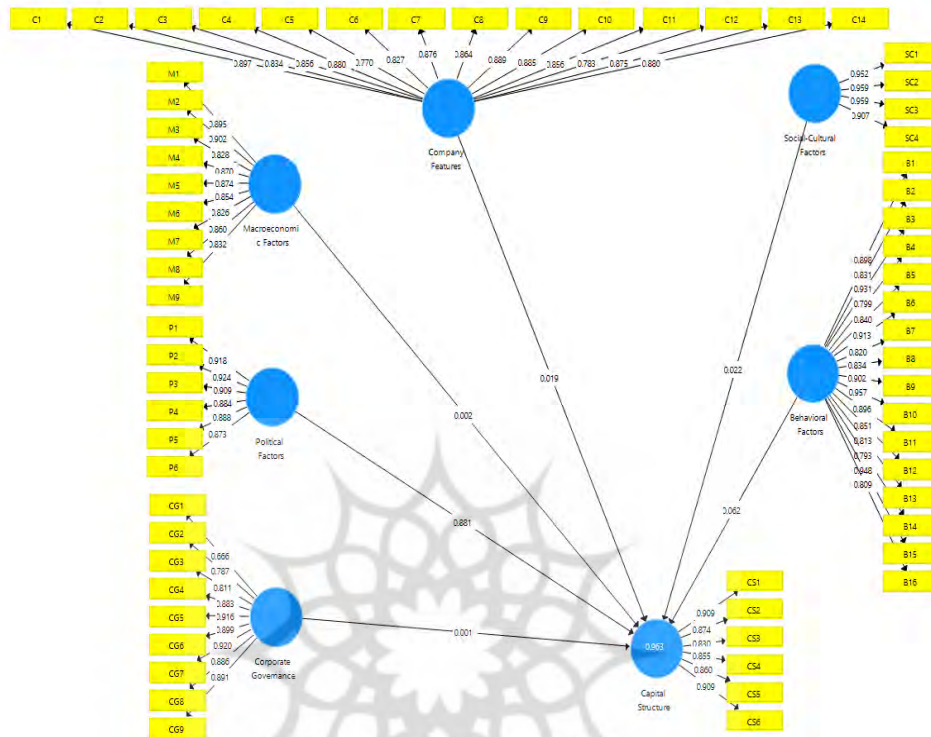 C1 C2 C3 C4 C5 C6 C7 C8 C9 C10 C11 C12 C13 C14
0.897 0.834 0.856 0.880 0.770 0.827 0.876 0.864 0.889 0.885 0.856 0.783 0.875 0.880
Company
Features
M1
M2
M3
M4
M5
M6
M7
M8
M9
0.895
0.902
0.828
0.870
0.874
0.854
0.826
0.860
0.832
Macroeconomi
c Factors
SC1
SC2
SC3
SC4
0.952
0.959
0.959
0.907
Social-Cultural
Factors
P1
P2
P3
P4
P5
P6
0.918
0.924
0.909
0.884
0.888
0.873
Political
Factors
B1
B2
B3
B4
B5
B6
B7
B8
B9
B10
B11
B12
B13
B14
B15
B16
0.898
0.831
0.931
0.799
0.840
0.913
0.820
0.834
0.902
0.957
0.896
0.851
0.813
0.793
0.948
0.809
Behavioral
Factors
0.019
0.022
0.002
0.062
0.881
0.001
CG1
CG2
CG3
CG4
CG5
CG6
CG7
CG8
CG9
0.666
0.787
0.811
0.883
0.916
0.899
0.920
0.886
0.891
Corporate
Governance
0.963
Capital
Structure
CS1
CS2
CS3
CS4
CS5
CS6
0.909
0.874
0.830
0.855
0.860
0.909